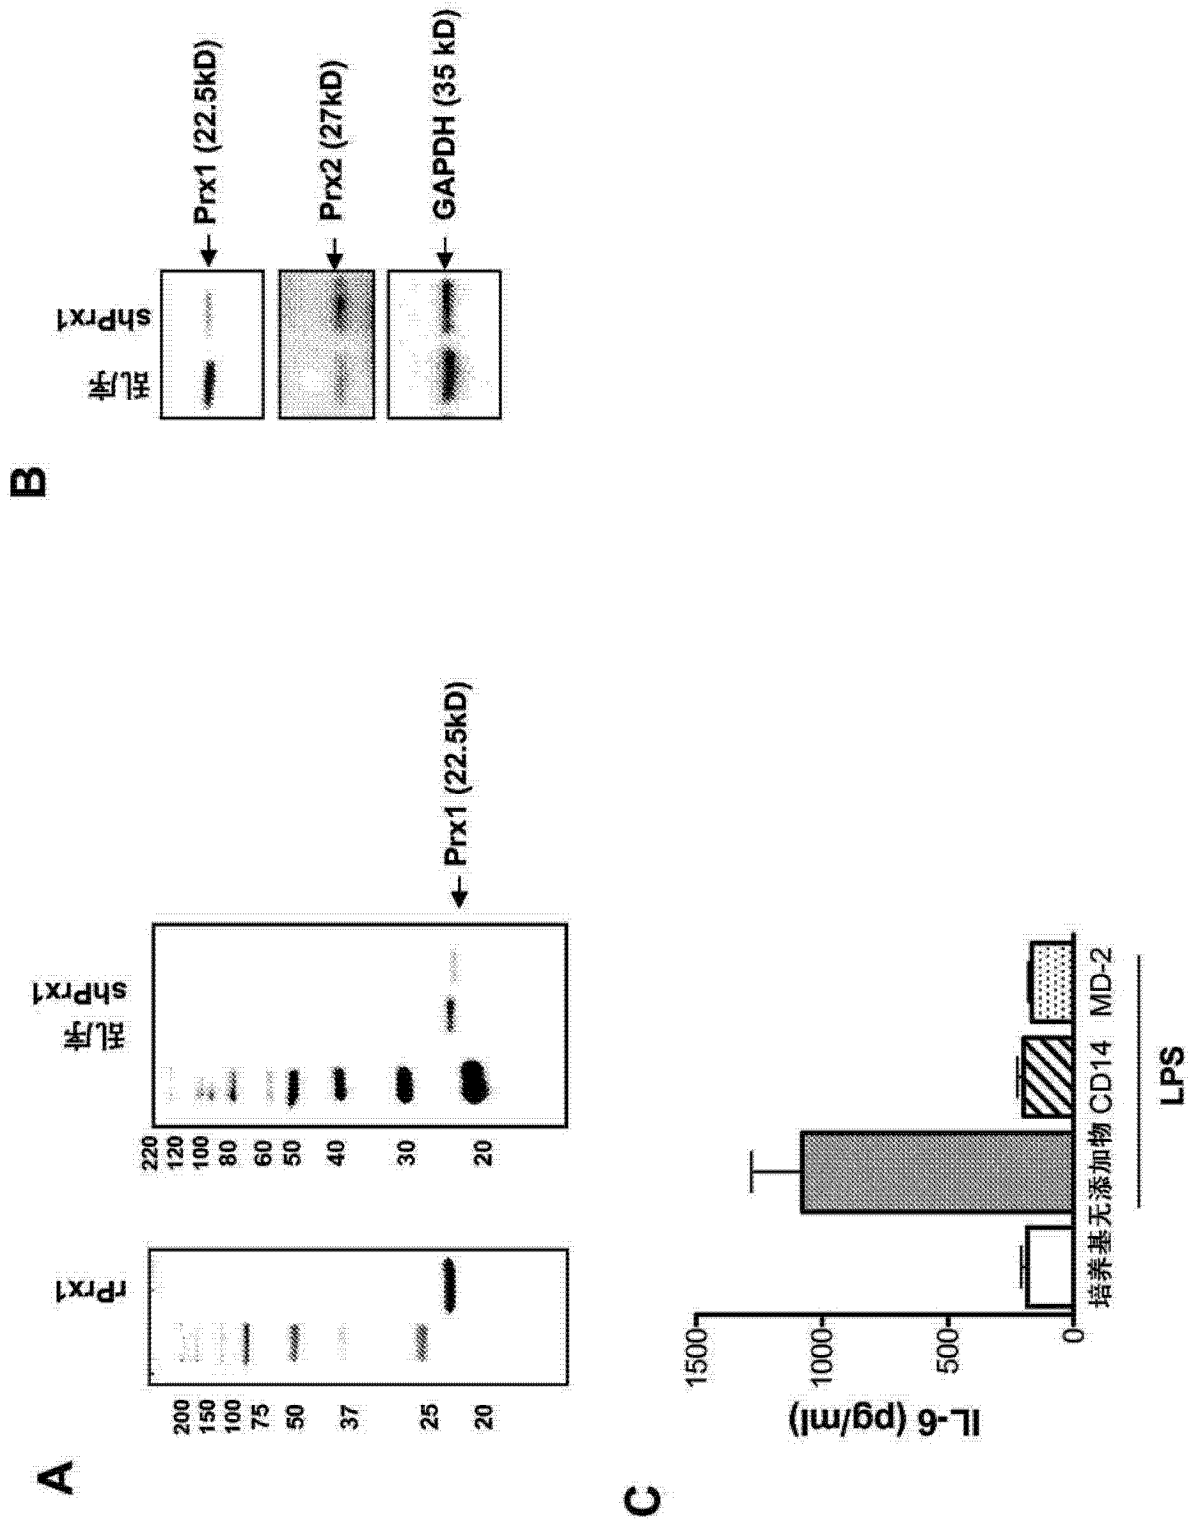 A
rPrx1
200
150
100
75
50
37
25
20
乱序
shPrx1
220
120
100
80
60
50
40
30
20
Prx1 (22.5kD)
B
乱序
shPrx1
Prx1 (22.5kD)
Prx2 (27kD)
GAPDH (35 kD)
C
IL-6 (pg/ml)
1500
1000
500
0
培养基 无添加物 CD14 MD-2
LPS